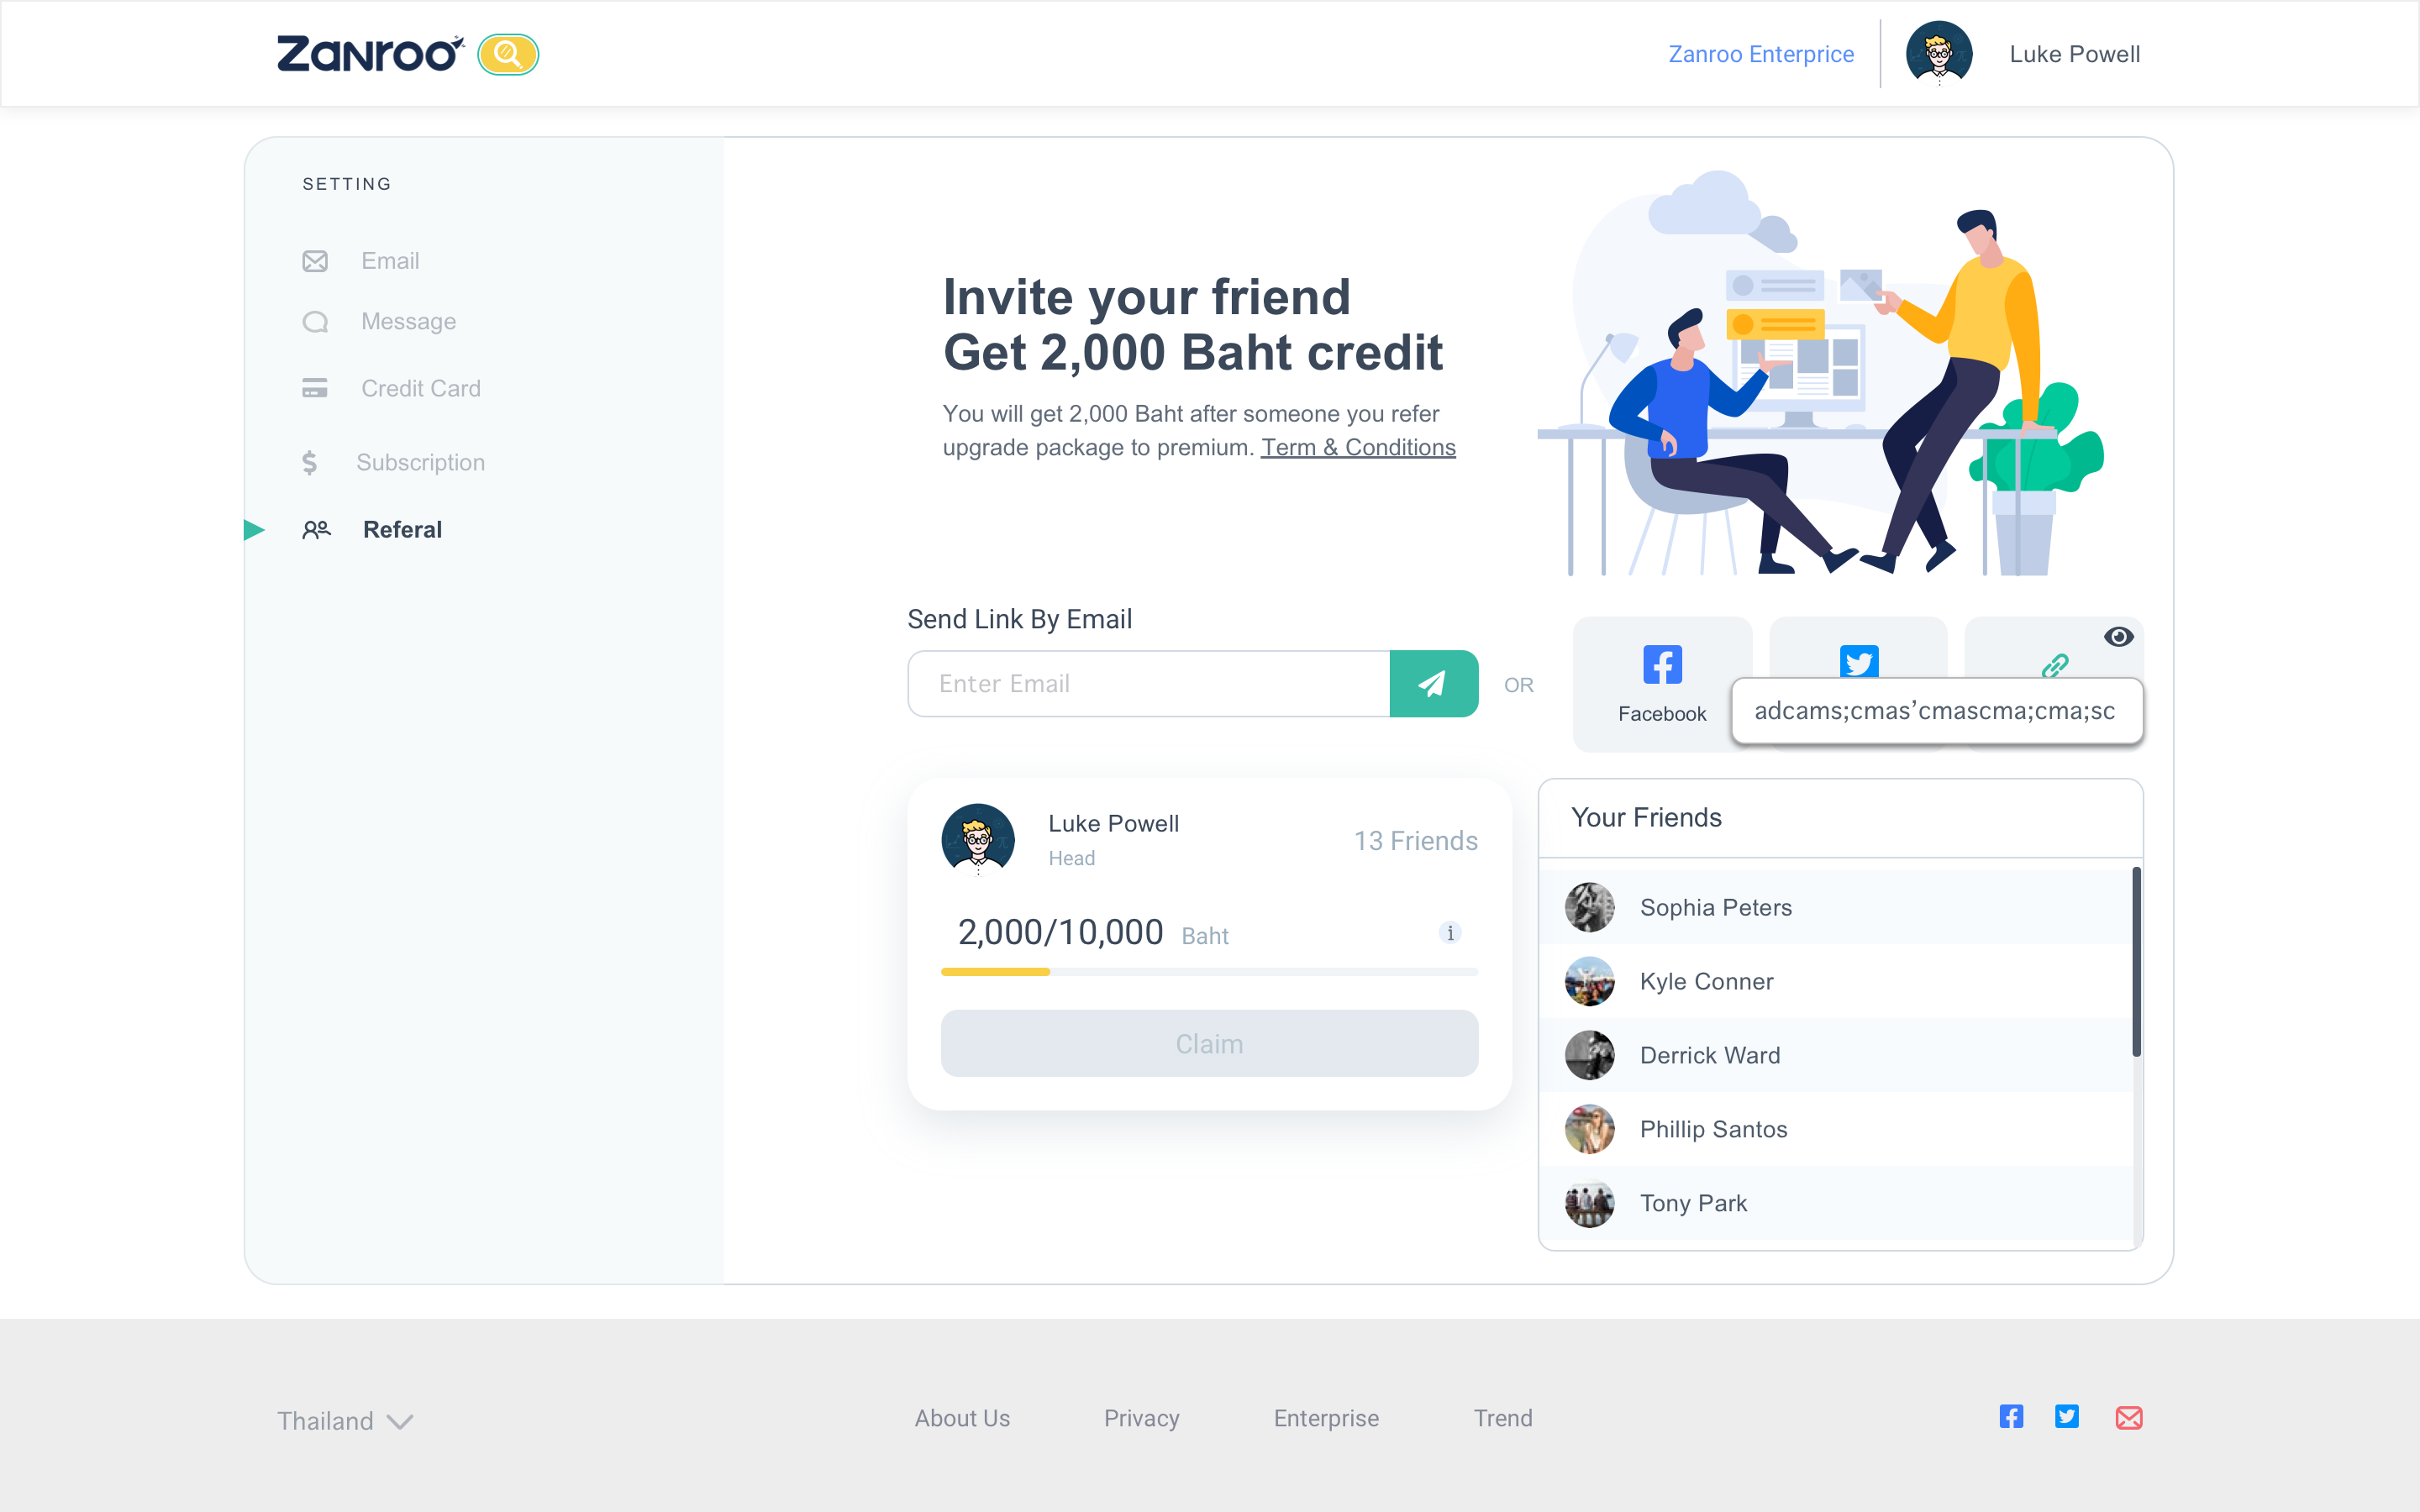 Zanroo
Zanroo Enterprice
Luke Powell
SETTING
Email
Message
Credit Card
Subscription
Referal
Invite your friend
Get 2,000 Baht credit
You will get 2,000 Baht after someone you refer
upgrade package to premium. Term & Conditions
Send Link By Email
Enter Email
OR
Facebook
adcams;cmas’cmascma;cma;sc
Luke Powell
Head
13 Friends
2,000/10,000 Baht
Claim
Your Friends
Sophia Peters
Kyle Conner
Derrick Ward
Phillip Santos
Tony Park
Thailand
About Us
Privacy
Enterprise
Trend